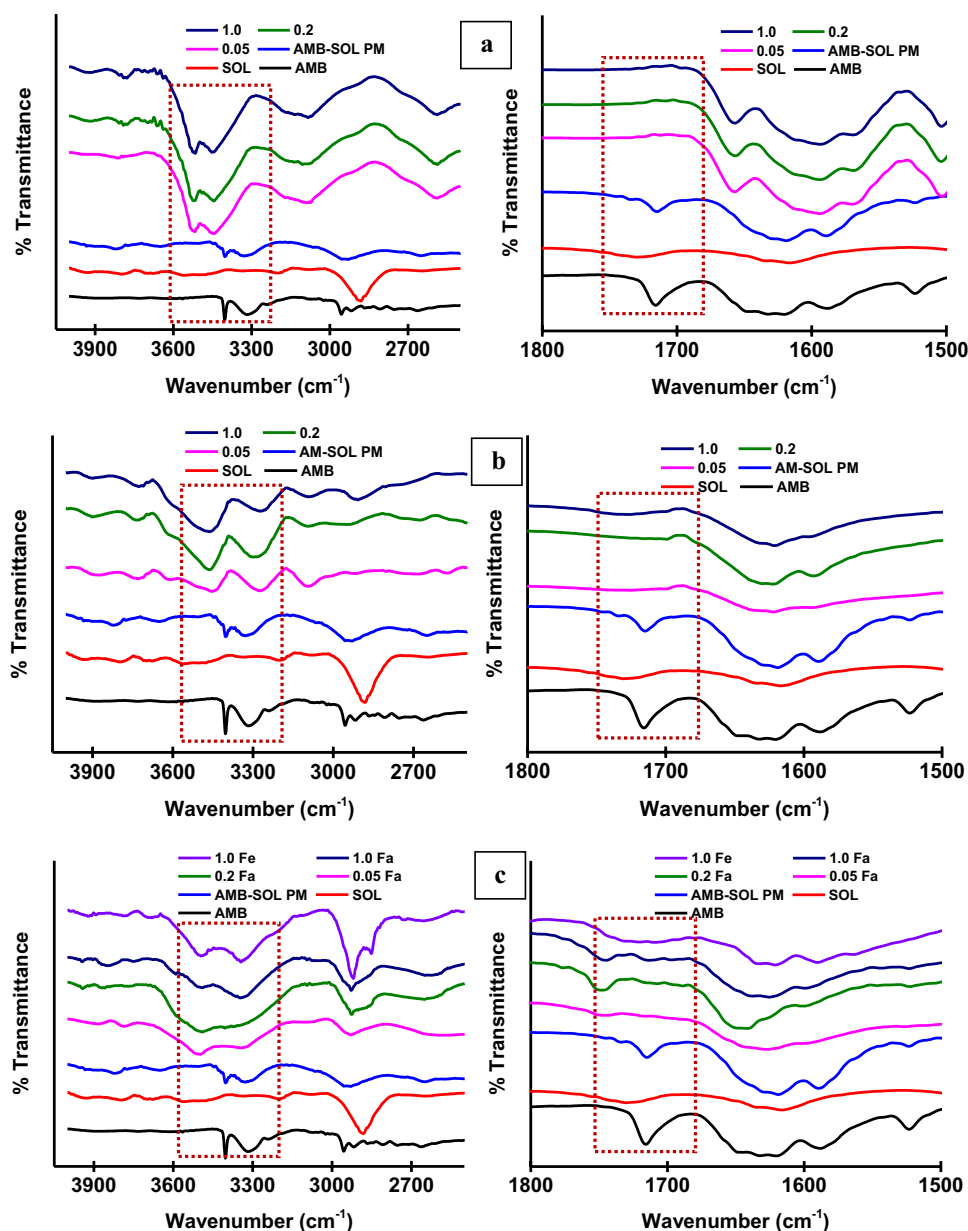 1.0 0.2
0.05 AMB-SOL PM
SOL AMB
a
% Transmittance
3900 3600 3300 3000 2700
Wavenumber (cm-1)
% Transmittance
1.0 0.2
0.05 AMB-SOL PM
SOL AMB
1800 1700 1600 1500
Wavenumber (cm-1)
1.0 0.2
0.05 AM-SOL PM
SOL AMB
b
% Transmittance
3900 3600 3300 3000 2700
Wavenumber (cm-1)
% Transmittance
1.0 0.2
0.05 AM-SOL PM
SOL AMB
1800 1700 1600 1500
Wavenumber (cm-1)
1.0 Fe 1.0 Fa
0.2 Fa 0.05 Fa
AMB-SOL PM SOL
AMB
c
% Transmittance
3900 3600 3300 3000 2700
Wavenumber (cm-1)
% Transmittance
1.0 Fe 1.0 Fa
0.2 Fa 0.05 Fa
AMB-SOL PM SOL
AMB
1800 1700 1600 1500
Wavenumber (cm-1)